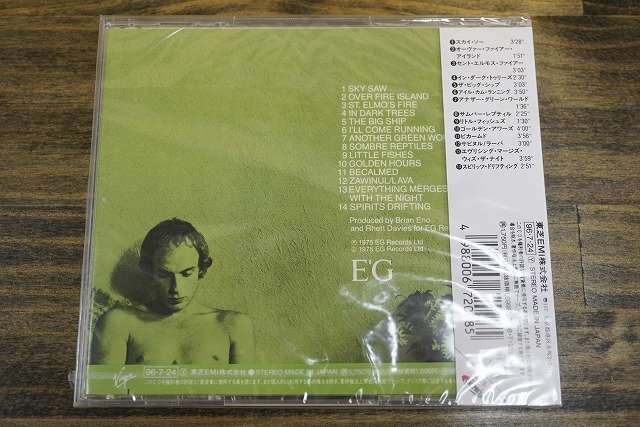 1 SKY SAW
2 OVER FIRE ISLAND
3 ST. ELMO'S FIRE
4 IN DARK TREES
5 THE BIG SHIP
6 I'LL COME RUNNING
7 ANOTHER GREEN WO
8 SOMBRE REPTILES
9 LITTLE FISHES
10 GOLDEN HOURS
11 BECALMED
12 ZAWINUL/LAVA
13 EVERYTHING MERGES
WITH THE NIGHT
14 SPIRITS DRIFTING
Produced by Brian Eno
and Rhett Davies for EG Re
℗ 1975 EG Records Ltd
© 1975 EG Records Ltd
EG
Virgin
96・7・24 Ⓨ 東芝EMI株式会社 STEREO MADE IN JAPAN
❶スカイ・ソー 3'28"
❷オーヴァー・ファイアー・
アイランド 1'51"
❸セント・エルモス・ファイアー
3'03"
❹イン・ダーク・トゥリーズ 2'30"
❺ザ・ビッグ・シップ 3'03"
❻アイル・カム・ランニング 3'50"
❼アナザー・グリーン・ワールド
1'36"
❽サムバー・レプティル 2'25"
❾リトル・フィッシェズ 1'30"
❿ゴールデン・アワーズ 4'00"
⓫ビカームド 3'56"
⓬ザビヌル/ラーバ 3'00"
⓭エヴリシング・マージズ・
ウィズ・ザ・ナイト 3'59"
⓮スピリッツ・ドリフティング 2'51"
東芝EMI株式会社
96・7・24 Ⓨ STEREO MADE IN JAPAN
4 988006 720985